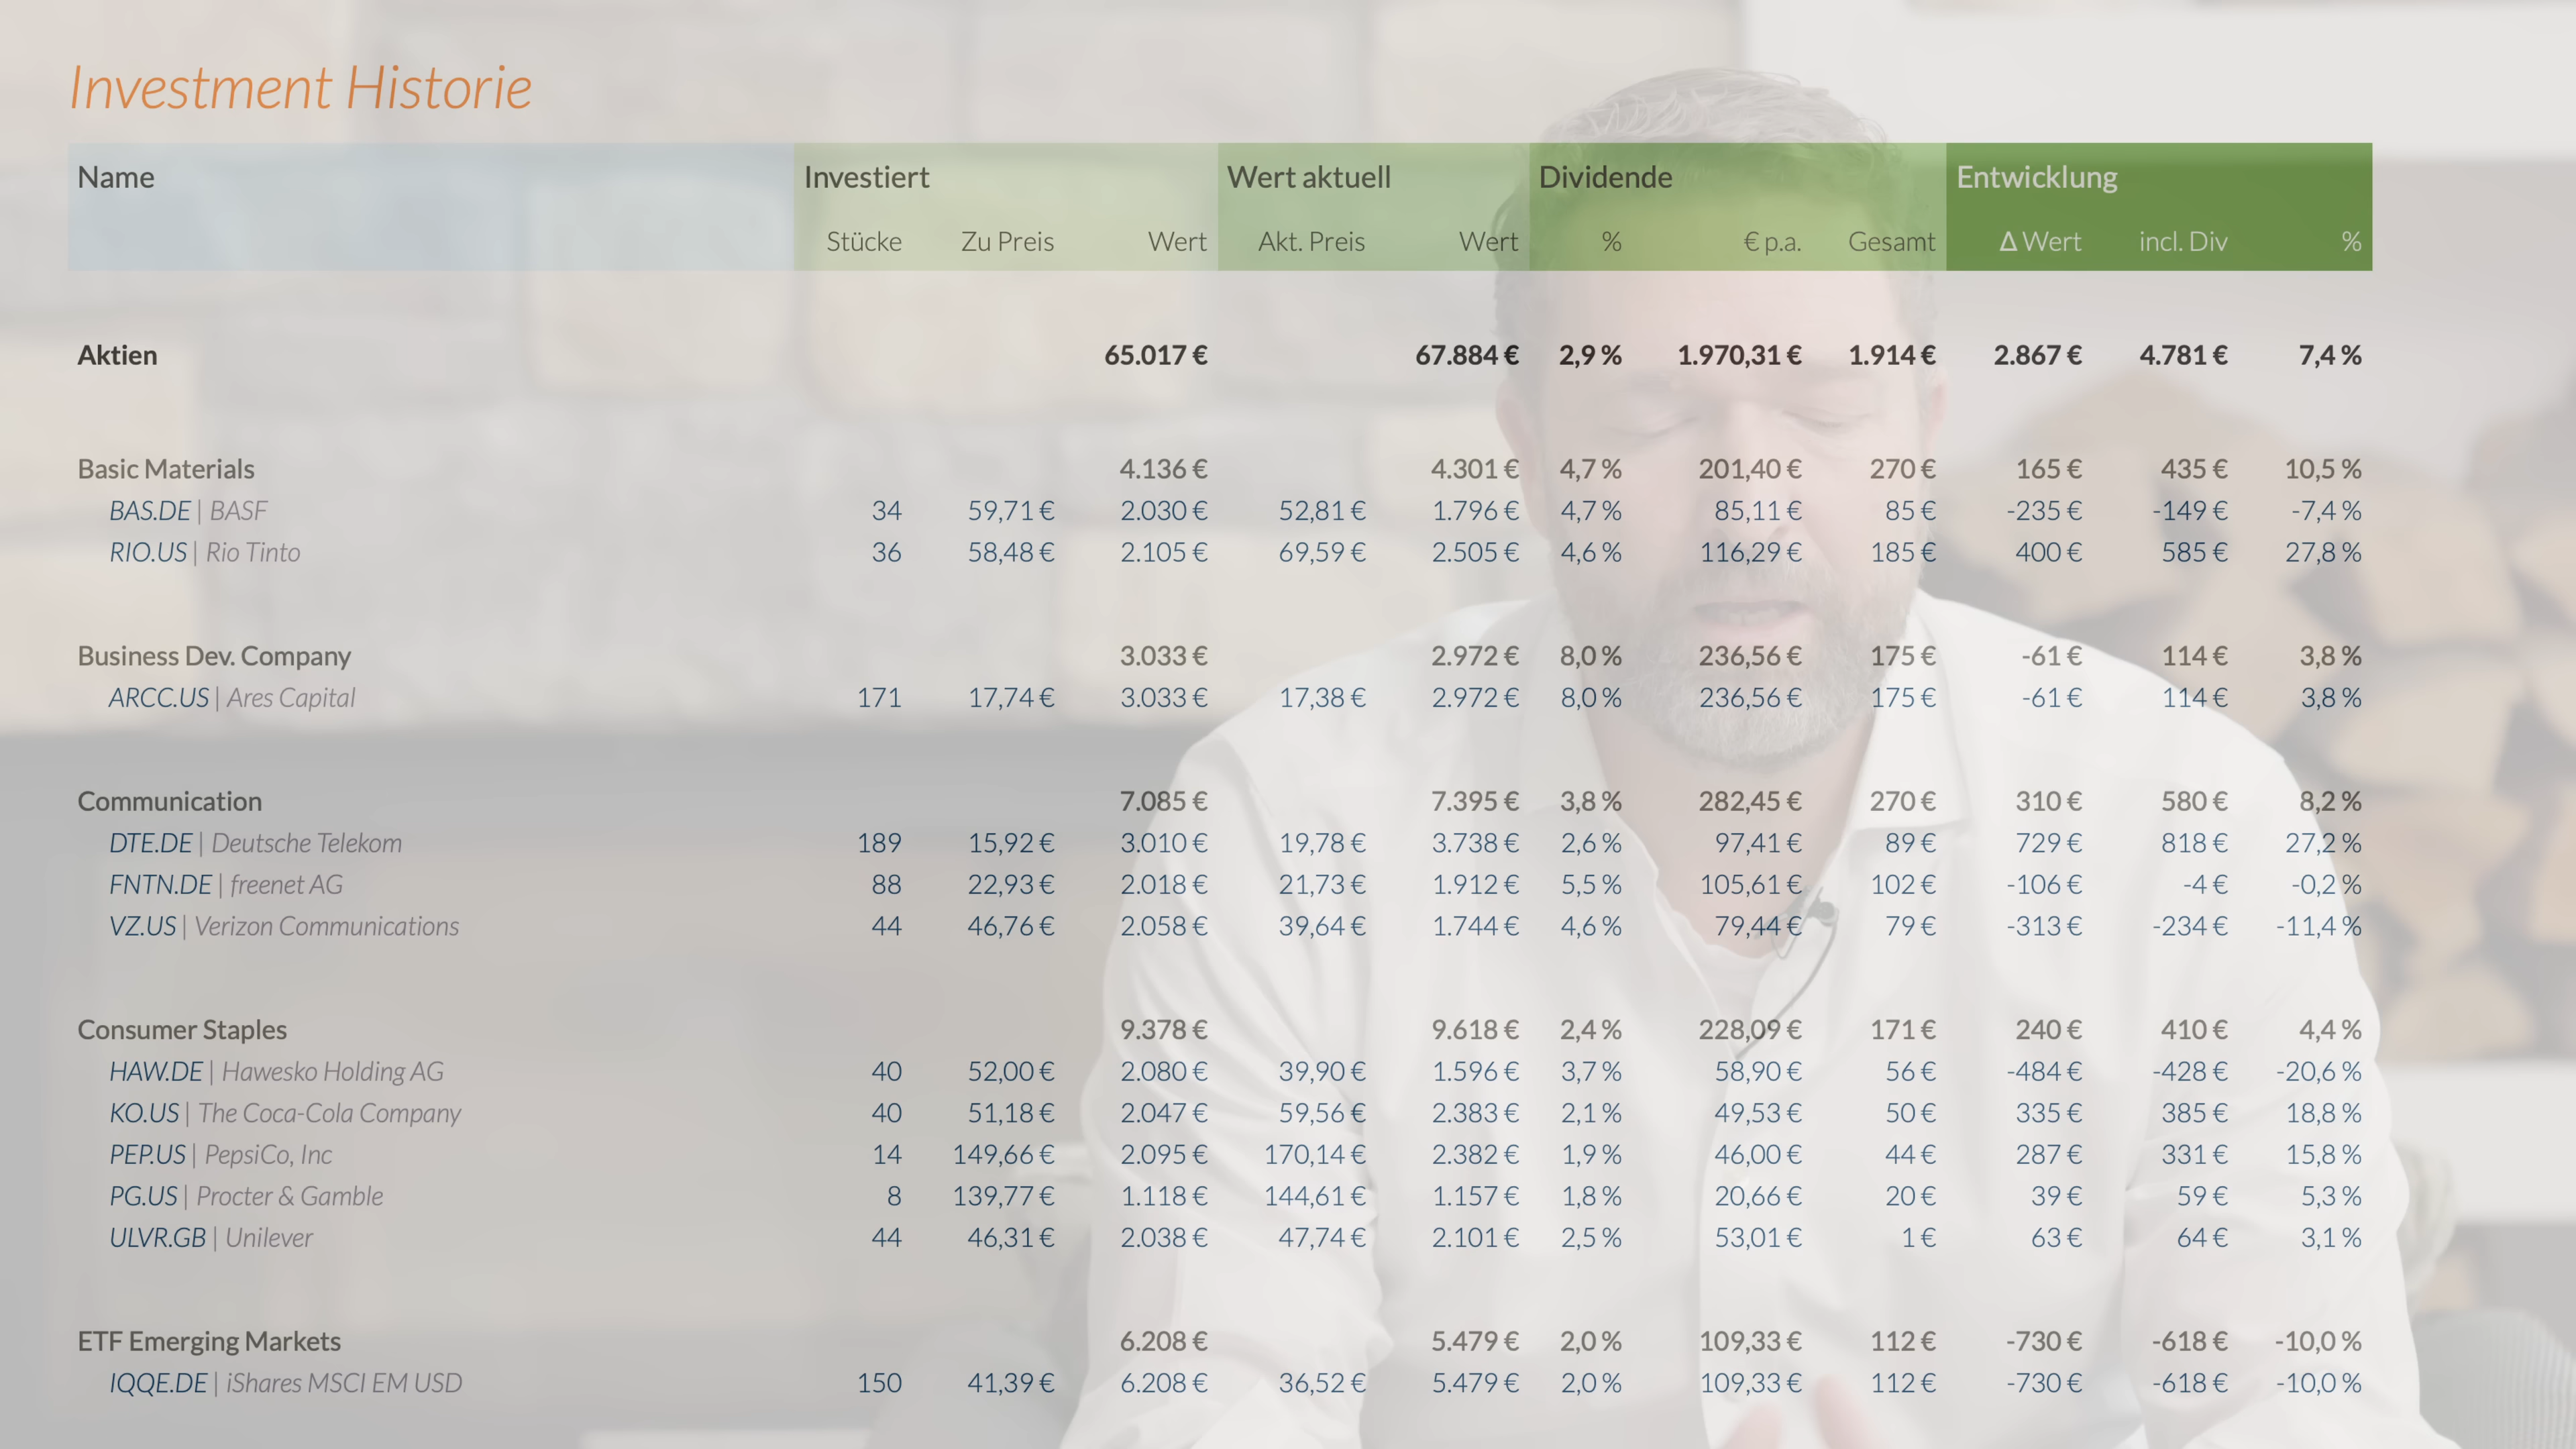 Investment Historie
Name Investiert Wert aktuell Dividende Entwicklung
Stücke Zu Preis Wert Akt. Preis Wert % € p.a. Gesamt Δ Wert incl. Div %
Aktien 65.017 € 67.884 € 2,9 % 1.970,31 € 1.914 € 2.867 € 4.781 € 7,4 %
Basic Materials 4.136 € 4.301 € 4,7 % 201,40 € 270 € 165 € 435 € 10,5 %
BAS.DE | BASF 34 59,71 € 2.030 € 52,81 € 1.796 € 4,7 % 85,11 € 85 € -235 € -149 € -7,4 %
RIO.US | Rio Tinto 36 58,48 € 2.105 € 69,59 € 2.505 € 4,6 % 116,29 € 185 € 400 € 585 € 27,8 %
Business Dev. Company 3.033 € 2.972 € 8,0 % 236,56 € 175 € -61 € 114 € 3,8 %
ARCC.US | Ares Capital 171 17,74 € 3.033 € 17,38 € 2.972 € 8,0 % 236,56 € 175 € -61 € 114 € 3,8 %
Communication 7.085 € 7.395 € 3,8 % 282,45 € 270 € 310 € 580 € 8,2 %
DTE.DE | Deutsche Telekom 189 15,92 € 3.010 € 19,78 € 3.738 € 2,6 % 97,41 € 89 € 729 € 818 € 27,2 %
FNTN.DE | freenet AG 88 22,93 € 2.018 € 21,73 € 1.912 € 5,5 % 105,61 € 102 € -106 € -4 € -0,2 %
VZ.US | Verizon Communications 44 46,76 € 2.058 € 39,64 € 1.744 € 4,6 % 79,44 € 79 € -313 € -234 € -11,4 %
Consumer Staples 9.378 € 9.618 € 2,4 % 228,09 € 171 € 240 € 410 € 4,4 %
HAW.DE | Hawesko Holding AG 40 52,00 € 2.080 € 39,90 € 1.596 € 3,7 % 58,90 € 56 € -484 € -428 € -20,6 %
KO.US | The Coca-Cola Company 40 51,18 € 2.047 € 59,56 € 2.383 € 2,1 % 49,53 € 50 € 335 € 385 € 18,8 %
PEP.US | PepsiCo, Inc 14 149,66 € 2.095 € 170,14 € 2.382 € 1,9 % 46,00 € 44 € 287 € 331 € 15,8 %
PG.US | Procter & Gamble 8 139,77 € 1.118 € 144,61 € 1.157 € 1,8 % 20,66 € 20 € 39 € 59 € 5,3 %
ULVR.GB | Unilever 44 46,31 € 2.038 € 47,74 € 2.101 € 2,5 % 53,01 € 1 € 63 € 64 € 3,1 %
ETF Emerging Markets 6.208 € 5.479 € 2,0 % 109,33 € 112 € -730 € -618 € -10,0 %
IQQE.DE | iShares MSCI EM USD 150 41,39 € 6.208 € 36,52 € 5.479 € 2,0 % 109,33 € 112 € -730 € -618 € -10,0 %